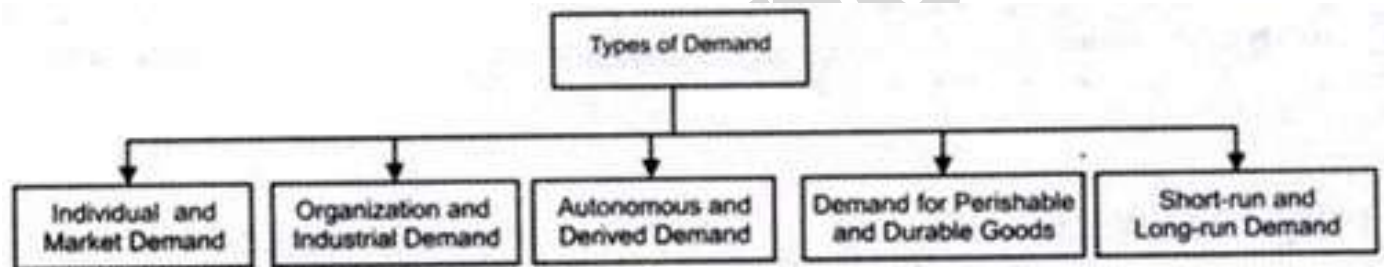 Types of Demand
Individual and
Market Demand
Organization and
Industrial Demand
Autonomous and
Derived Demand
Demand for Perishable
and Durable Goods
Short-run and
Long-run Demand